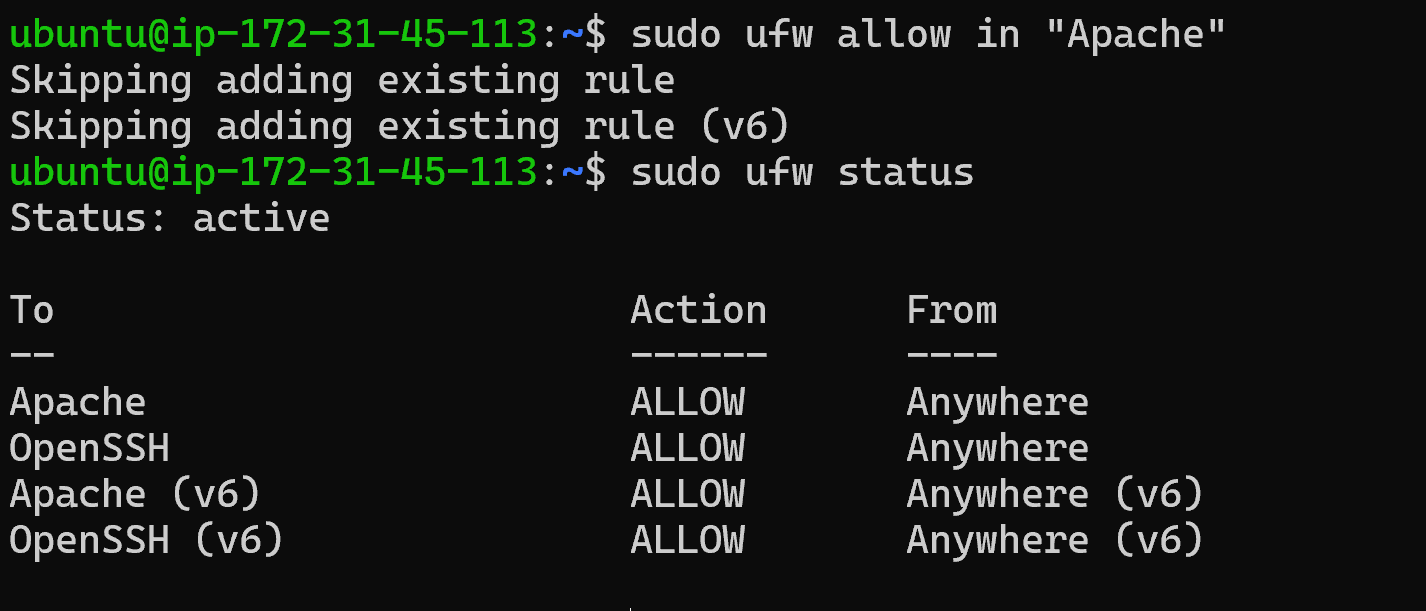 ubuntu@ip-172-31-45-113:~$ sudo ufw allow in "Apache"
Skipping adding existing rule
Skipping adding existing rule (v6)
ubuntu@ip-172-31-45-113:~$ sudo ufw status
Status: active

To                         Action      From
--                         ------      ----
Apache                     ALLOW       Anywhere
OpenSSH                    ALLOW       Anywhere
Apache (v6)                ALLOW       Anywhere (v6)
OpenSSH (v6)               ALLOW       Anywhere (v6)